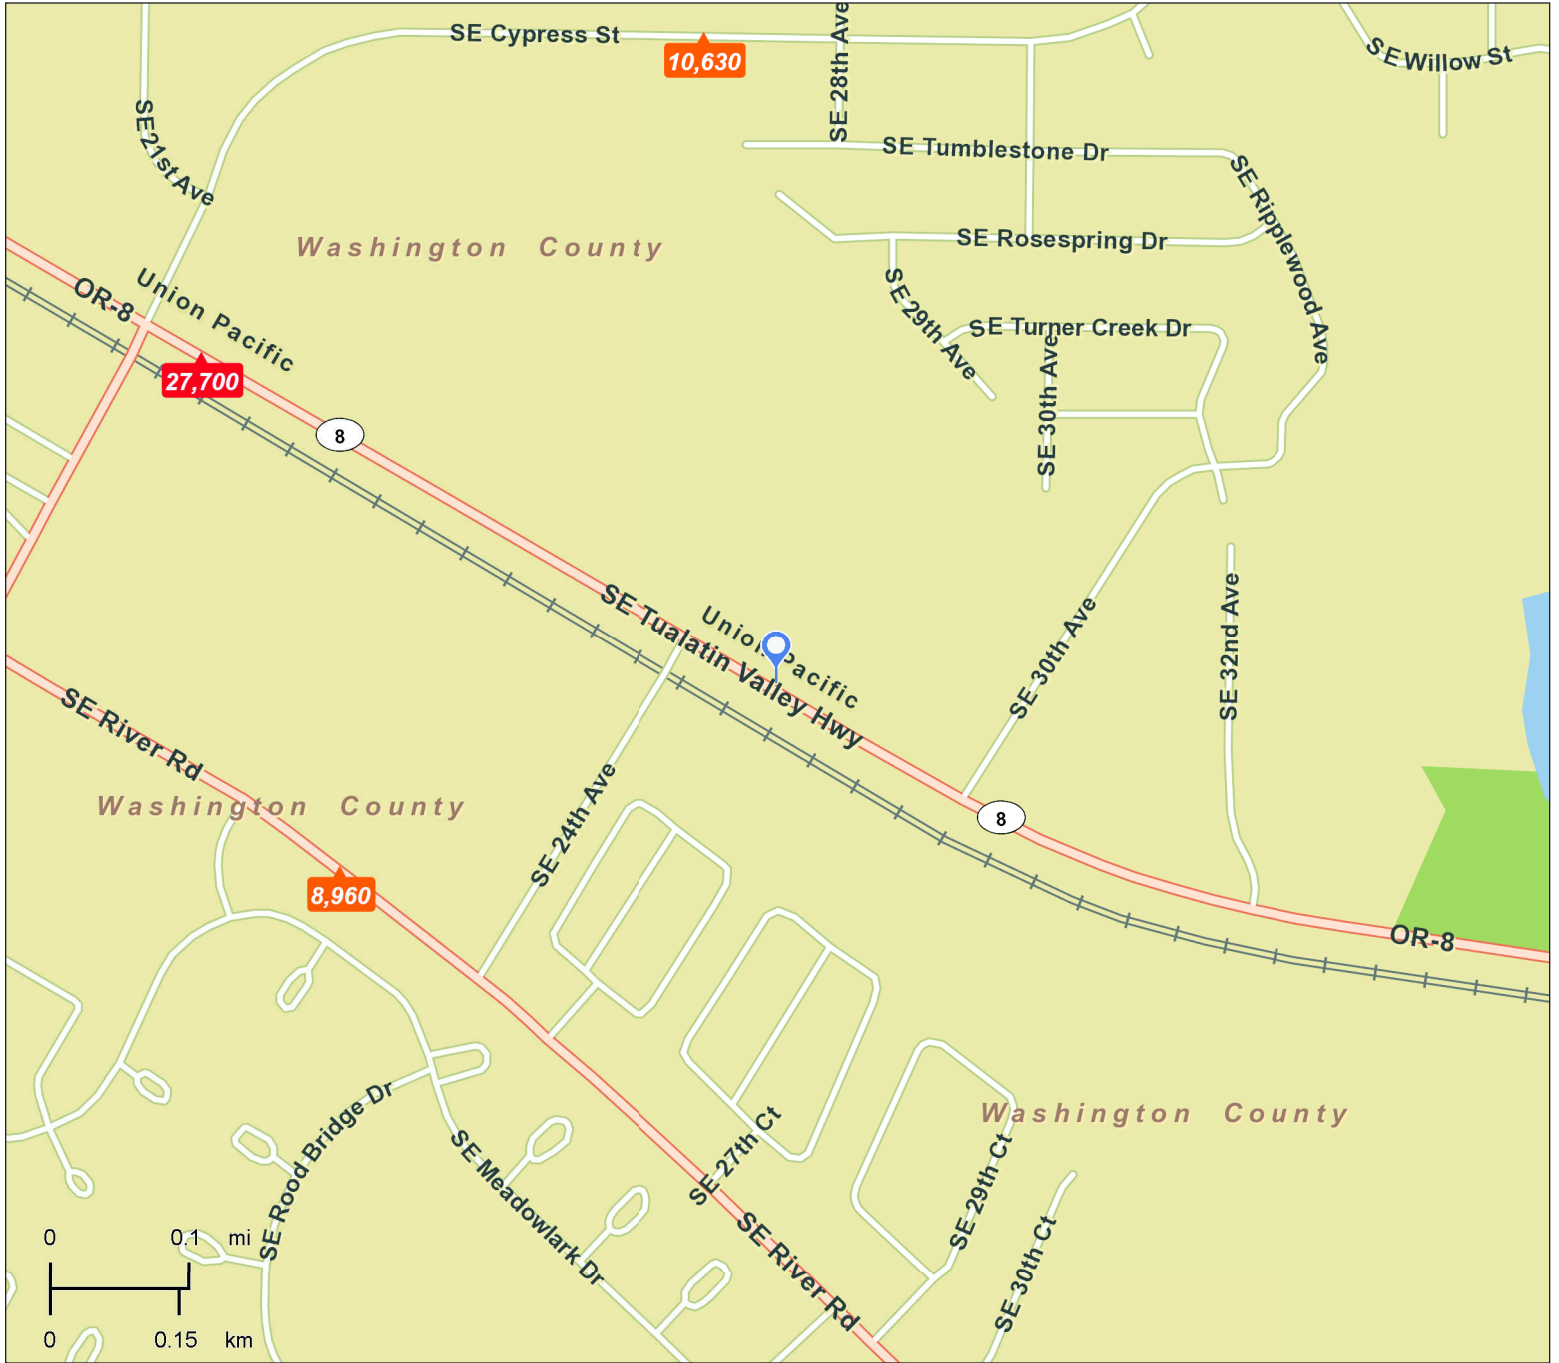 SE Cypress St
10,630
SE 28th Ave
SE Willow St
SE21st Ave
SE Tumblestone Dr
SE Ripplewood Ave
Washington County
SE Rosespring Dr
OR-8
Union Pacific
SE 29th Ave
SE Turner Creek Dr
27,700
SE 30th Ave
8
SE Tualatin Valley Hwy
Union Pacific
SE 30th Ave
SE 32nd Ave
SE River Rd
Washington County
SE 24th Ave
8
8,960
OR-8
SE Rood Bridge Dr
SE Meadowlark Dr
SE 27th Ct
Washington County
SE 29th Ct
SE 30th Ct
SE River Rd
0 0.1 mi
0 0.15 km